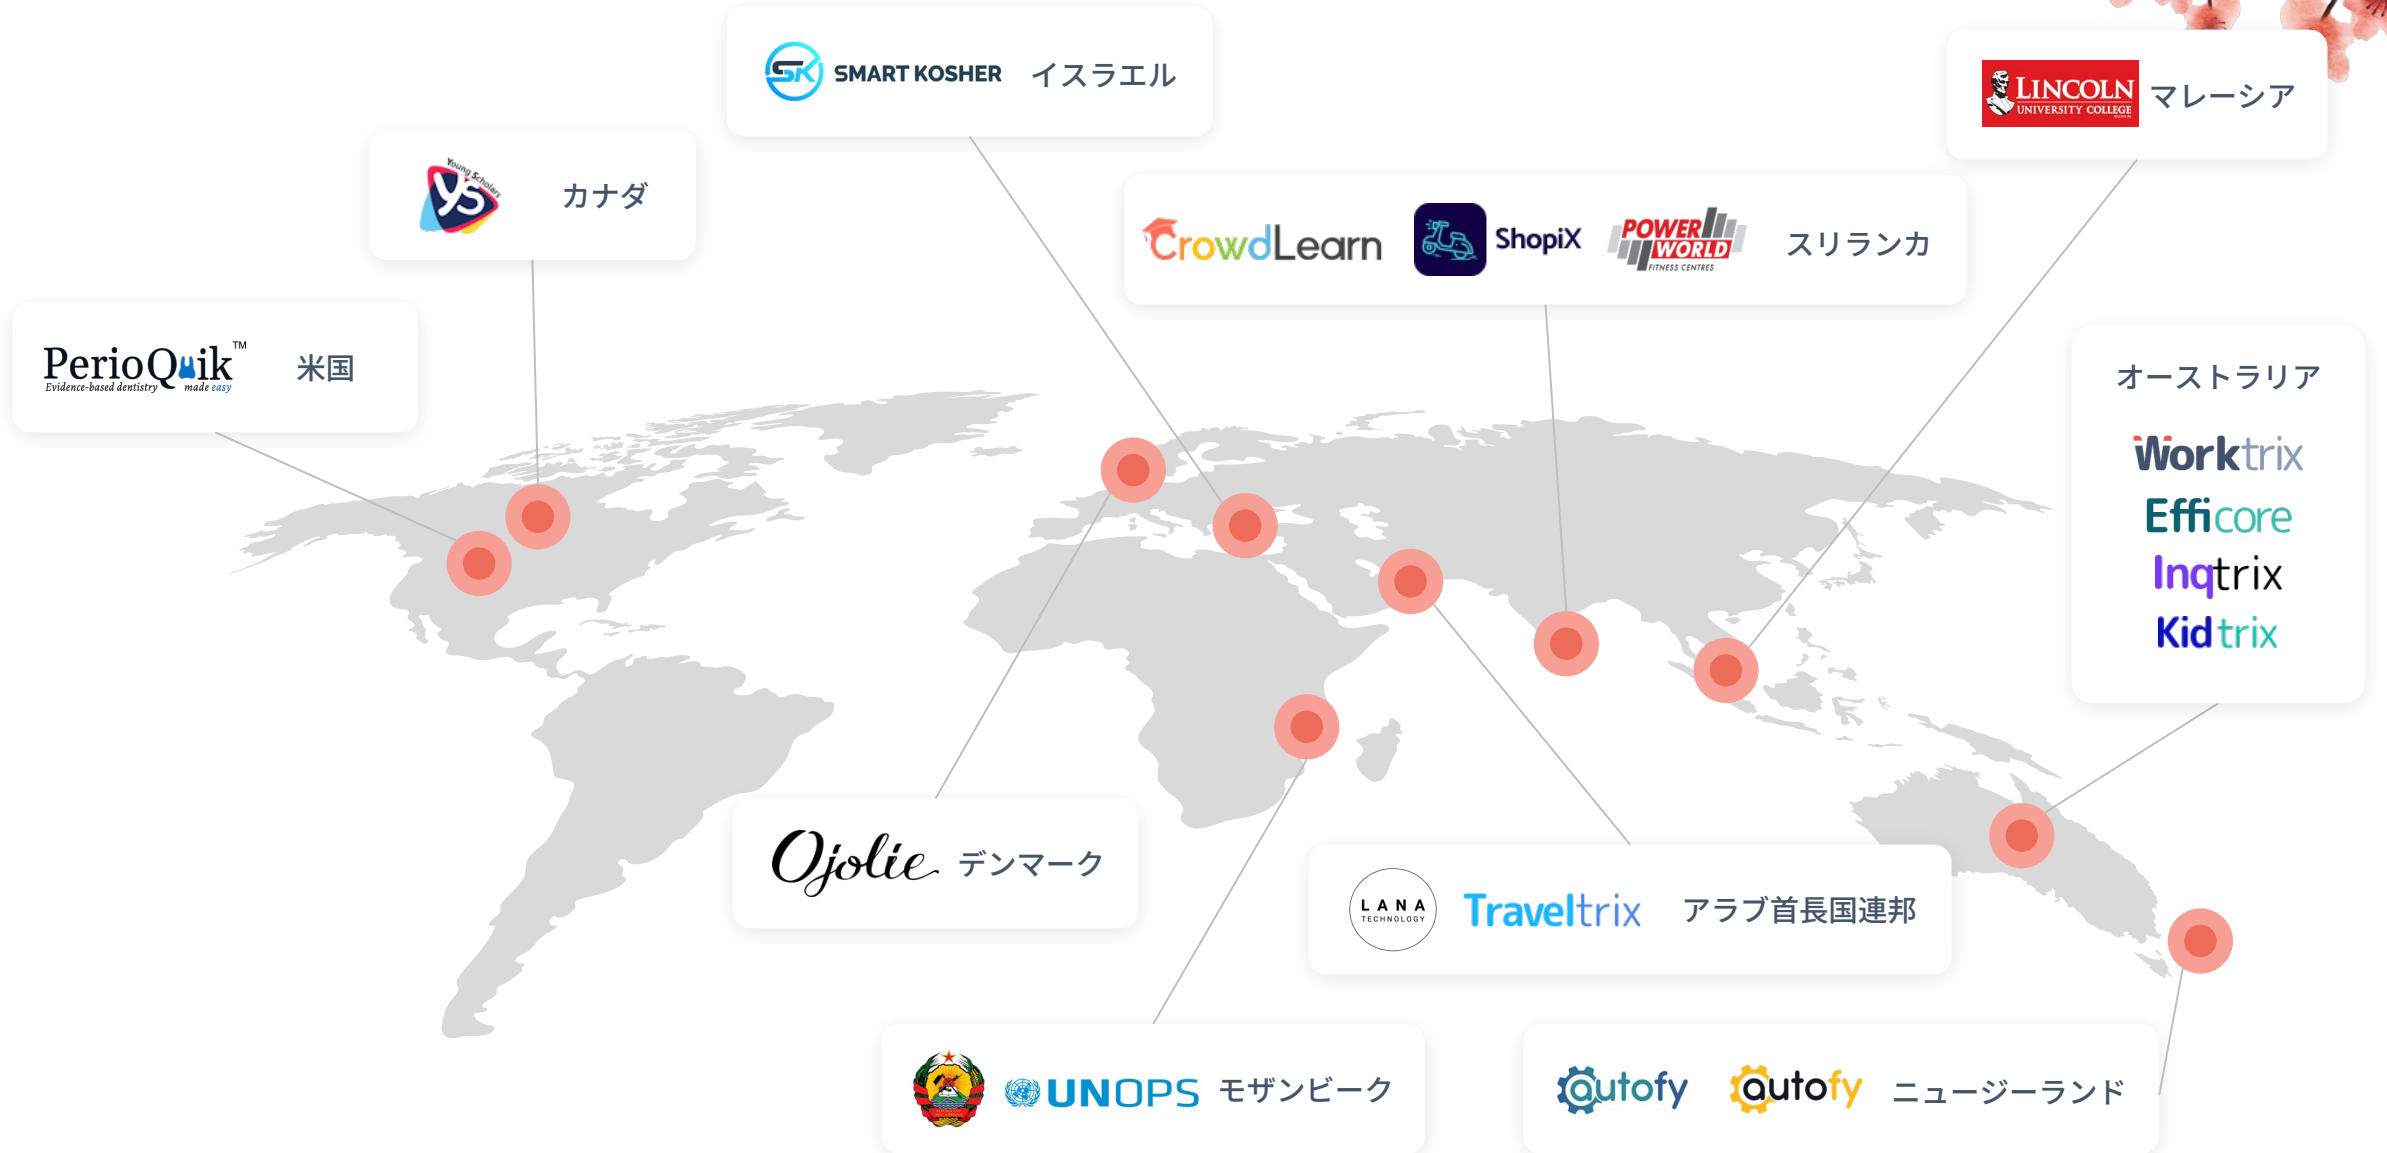 SK SMART KOSHER イスラエル
LINCOLN
UNIVERSITY COLLEGE
マレーシア
Young Scholars
YS
カナダ
CrowdLearn ShopiX
POWER
WORLD
FITNESS CENTRES
スリランカ
PerioQuik™
Evidence-based dentistry made easy
米国
オーストラリア
Worktrix
Efficore
Inqtrix
Kidtrix
Ojolie デンマーク
LANA
TECHNOLOGY
Traveltrix アラブ首長国連邦
UNOPS モザンビーク
autofy autofy ニュージーランド